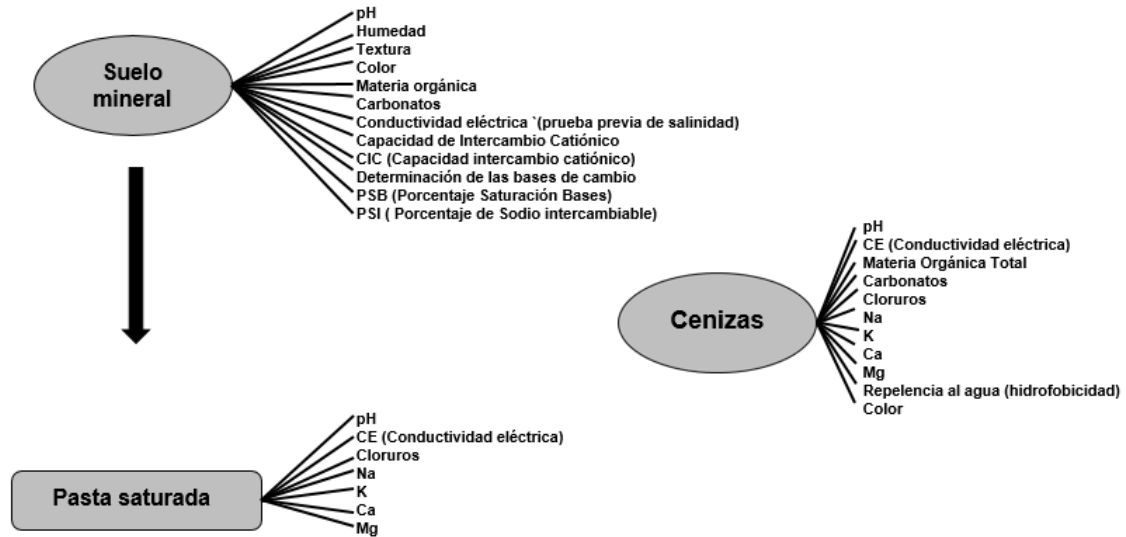 Suelo
mineral
pH
Humedad
Textura
Color
Materia orgánica
Carbonatos
Conductividad eléctrica `(prueba previa de salinidad)
Capacidad de Intercambio Catiónico
CIC (Capacidad intercambio catiónico)
Determinación de las bases de cambio
PSB (Porcentaje Saturación Bases)
PSI ( Porcentaje de Sodio intercambiable)
Cenizas
pH
CE (Conductividad eléctrica)
Materia Orgánica Total
Carbonatos
Cloruros
Na
K
Ca
Mg
Repelencia al agua (hidrofobicidad)
Color
Pasta saturada
pH
CE (Conductividad eléctrica)
Cloruros
Na
K
Ca
Mg